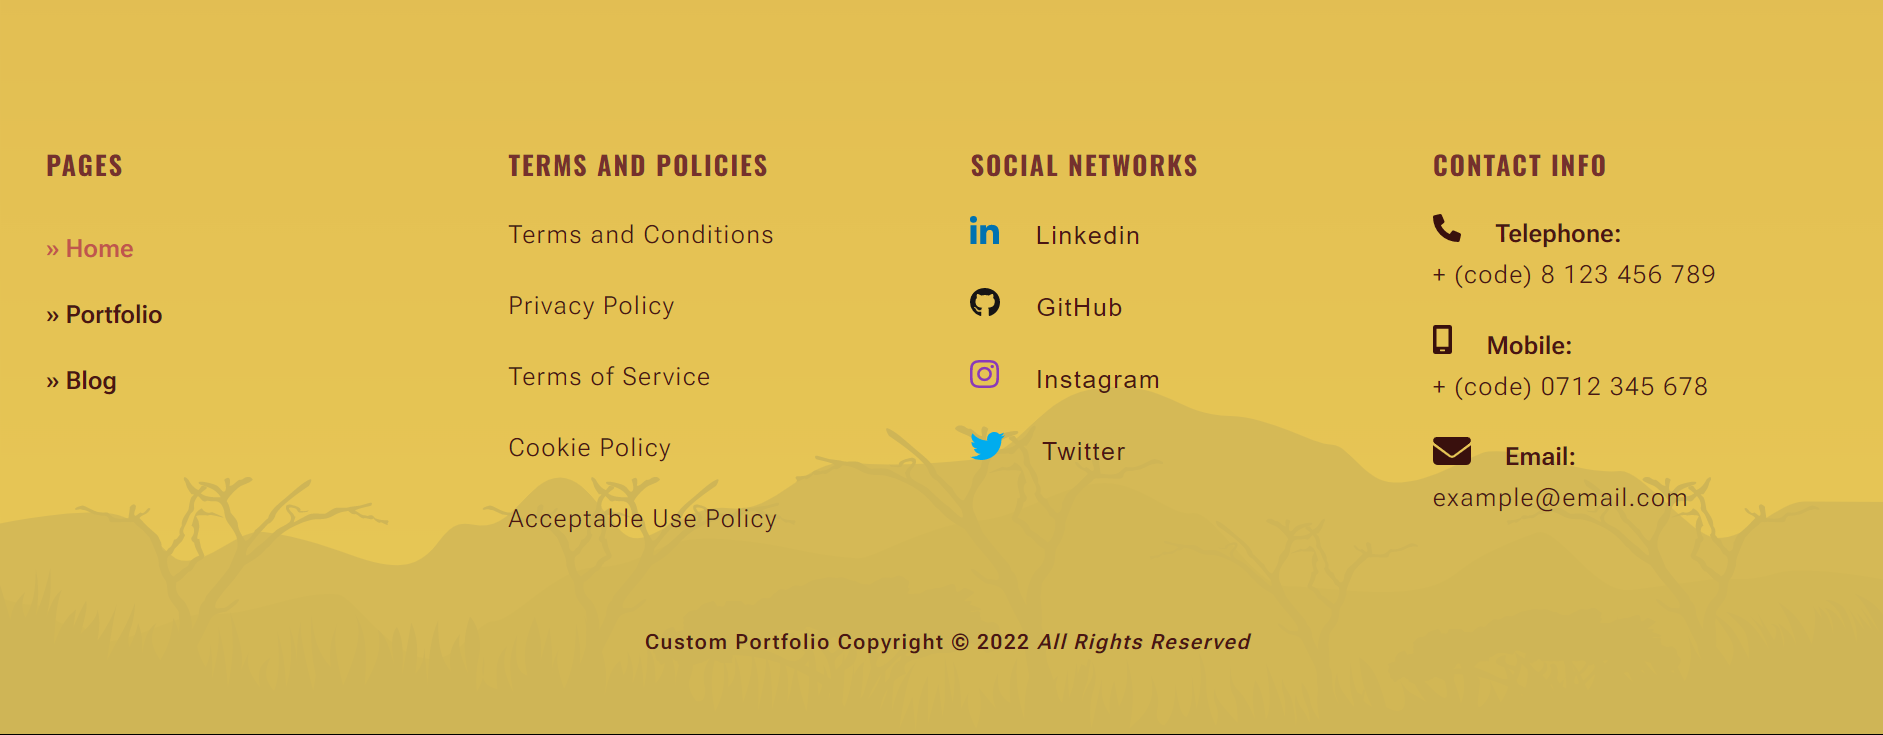 PAGES
» Home
» Portfolio
» Blog
TERMS AND POLICIES
Terms and Conditions
Privacy Policy
Terms of Service
Cookie Policy
Acceptable Use Policy
SOCIAL NETWORKS
Linkedin
GitHub
Instagram
Twitter
CONTACT INFO
Telephone:
+ (code) 8 123 456 789
Mobile:
+ (code) 0712 345 678
Email:
example@email.com
Custom Portfolio Copyright © 2022 All Rights Reserved